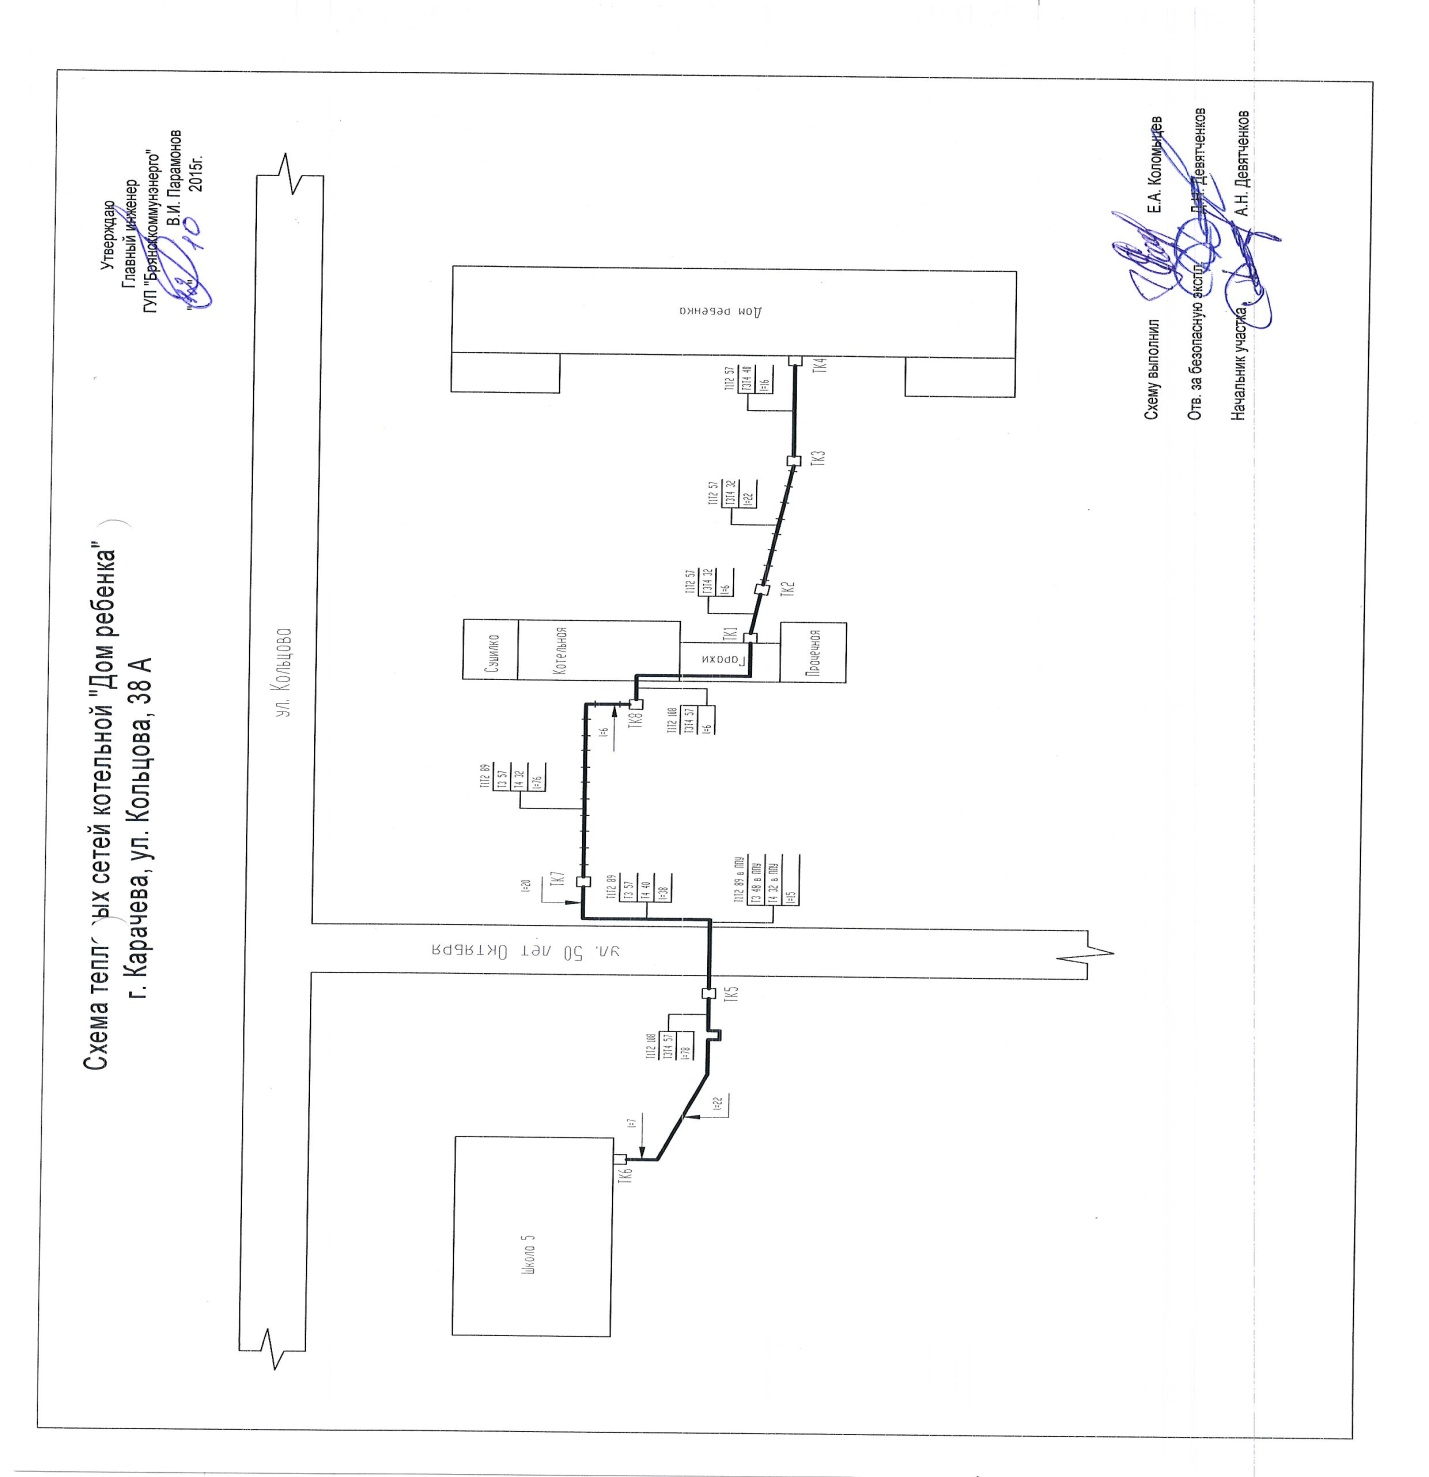 Утверждаю
Главный инженер
ГУП "Брянсккоммунэнерго"
В.И. Парамонов
2015г.
Схема тепловых сетей котельной "Дом ребенка"
г. Карачева, ул. Кольцова, 38 А
ул. Кольцова
ул. 50 лет Октября
Дом ребенка
ТК4
Т1Т2 57
Т3Т4 40
l=16
ТК3
Т1Т2 57
Т3Т4 32
l=22
ТК2
Т1Т2 57
Т3Т4 32
l=6
ТК1
Сушилка
Котельная
Гаражи
Прачечная
ТК8
Т1Т2 108
Т3Т4 57
l=6
l=6
Т1Т2 89
Т3 57
Т4 32
l=76
ТК7
l=20
Т1Т2 89
Т3 57
Т4 40
l=38
Т1Т2 89 в ППУ
Т3 48 в ППУ
Т4 32 в ППУ
l=15
ТК5
Т1Т2 108
Т3Т4 57
l=78
l=22
l=7
ТК6
Школа 5
Схему выполнил Е.А. Коломыцев
Отв. за безопасную экспл. Девятченков
Начальник участка А.Н. Девятченков